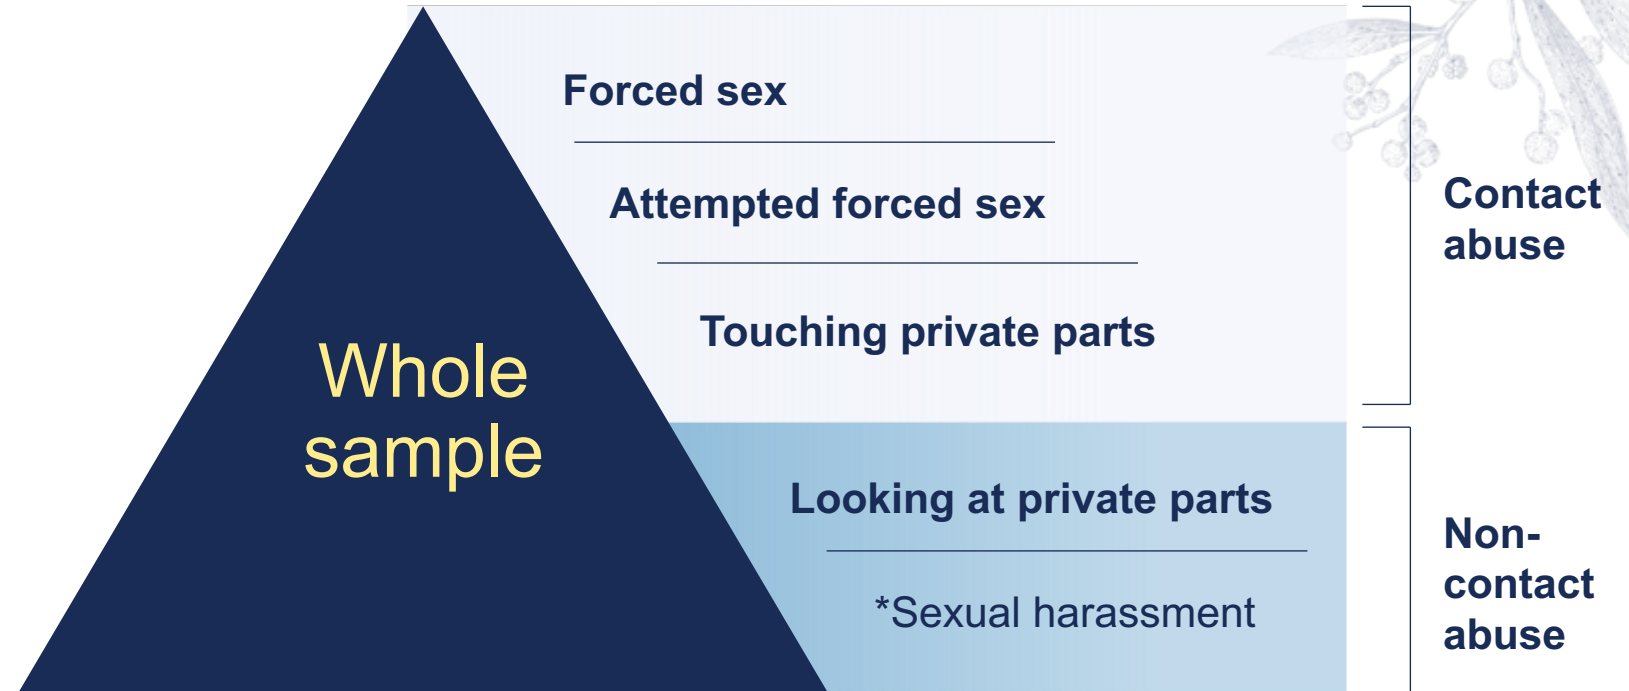 Forced sex
Attempted forced sex
Touching private parts
Contact
abuse
Whole
sample
Looking at private parts
*Sexual harassment
Non-
contact
abuse